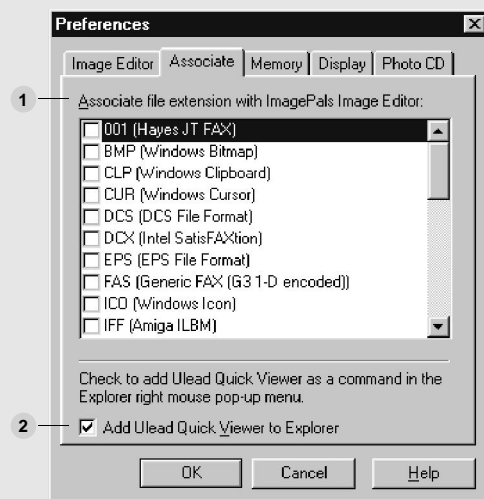 Preferences
Image Editor Associate Memory Display Photo CD
1
Associate file extension with ImagePals Image Editor:
001 (Hayes JT FAX)
BMP (Windows Bitmap)
CLP (Windows Clipboard)
CUR (Windows Cursor)
DCS (DCS File Format)
DCX (Intel SatisFAXtion)
EPS (EPS File Format)
FAS (Generic FAX (G3 1-D encoded))
ICO (Windows Icon)
IFF (Amiga ILBM)
Check to add Ulead Quick Viewer as a command in the
Explorer right mouse pop-up menu.
2
Add Ulead Quick Viewer to Explorer
OK Cancel Help